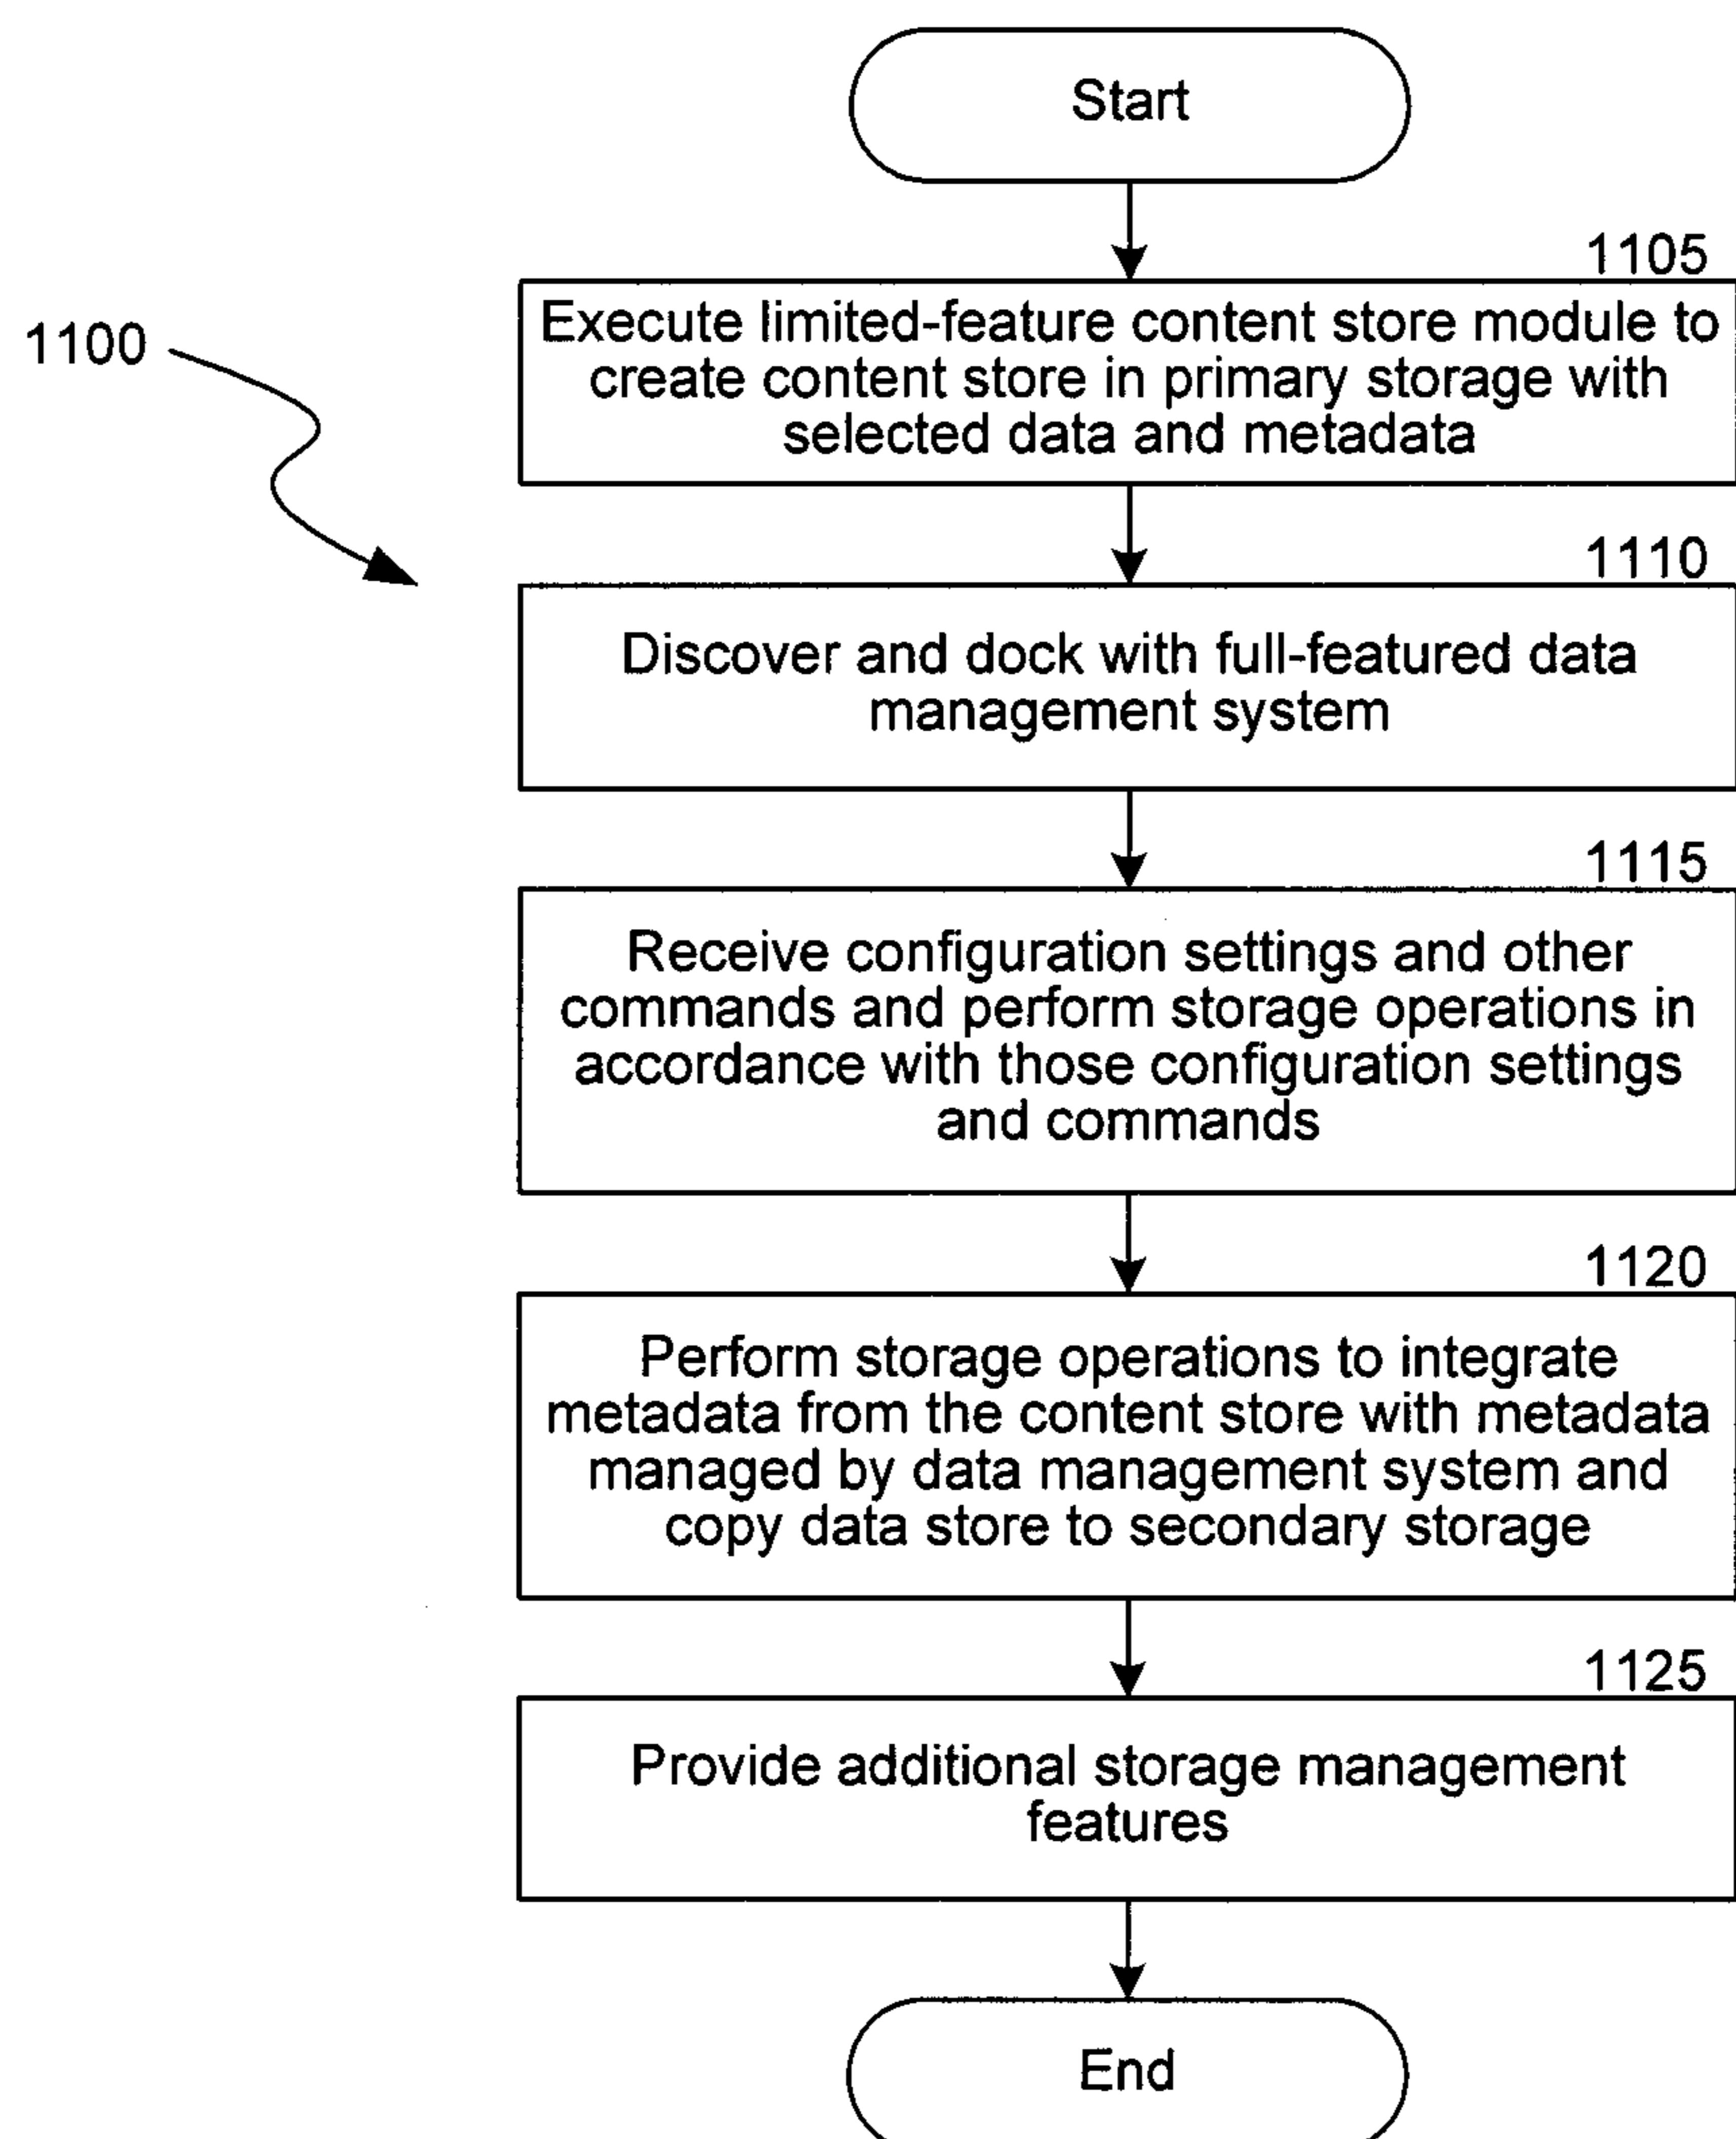 Start
1105
Execute limited-feature content store module to
create content store in primary storage with
selected data and metadata
1100
1110
Discover and dock with full-featured data
management system
1115
Receive configuration settings and other
commands and perform storage operations in
accordance with those configuration settings
and commands
1120
Perform storage operations to integrate
metadata from the content store with metadata
managed by data management system and
copy data store to secondary storage
1125
Provide additional storage management
features
End